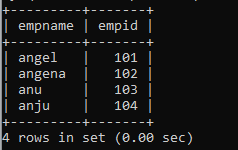 +---------+-------+
| empname | empid |
+---------+-------+
| angel   |   101 |
| angena  |   102 |
| anu     |   103 |
| anju    |   104 |
+---------+-------+
4 rows in set (0.00 sec)